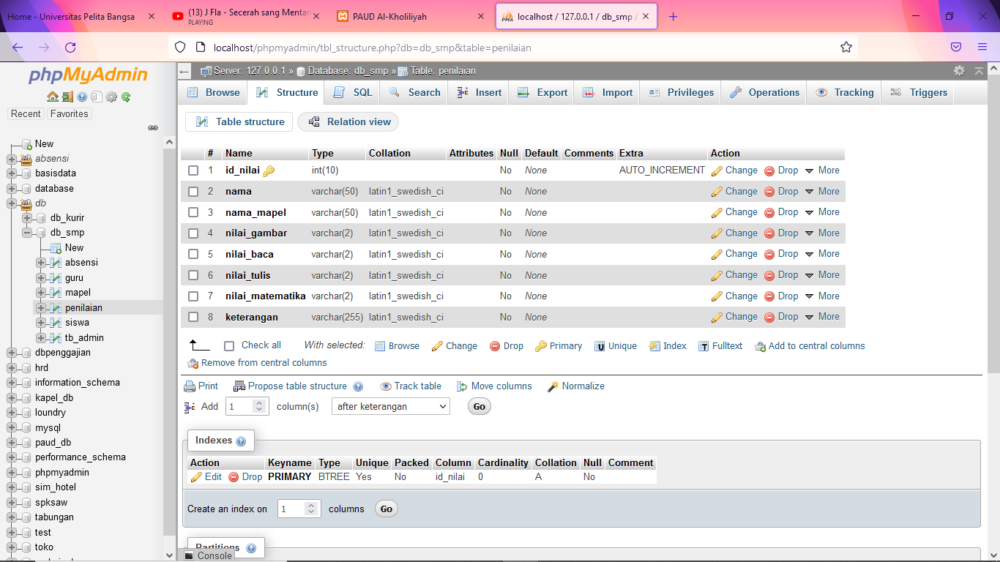 Home - Universitas Pelita Bangsa
(13) J Fla - Secerah sang Menta
PLAYING
PAUD Al-Kholiliyah
localhost / 127.0.0.1 / db_smp /
localhost/phpmyadmin/tbl_structure.php?db=db_smp&table=penilaian
phpMyAdmin
Recent Favorites
New
absensi
basisdata
database
db
db_kurir
db_smp
New
absensi
guru
mapel
penilaian
siswa
tb_admin
dbpenggajian
hrd
information_schema
kapel_db
loundry
mysql
paud_db
performance_schema
phpmyadmin
sim_hotel
spksaw
tabungan
test
toko
Server: 127.0.0.1 » Database: db_smp » Table: penilaian
Browse Structure SQL Search Insert Export Import Privileges Operations Tracking Triggers
Table structure Relation view
# Name Type Collation Attributes Null Default Comments Extra Action
1 id_nilai int(10) No None AUTO_INCREMENT Change Drop More
2 nama varchar(50) latin1_swedish_ci No None Change Drop More
3 nama_mapel varchar(50) latin1_swedish_ci No None Change Drop More
4 nilai_gambar varchar(2) latin1_swedish_ci No None Change Drop More
5 nilai_baca varchar(2) latin1_swedish_ci No None Change Drop More
6 nilai_tulis varchar(2) latin1_swedish_ci No None Change Drop More
7 nilai_matematika varchar(2) latin1_swedish_ci No None Change Drop More
8 keterangan varchar(255) latin1_swedish_ci No None Change Drop More
Check all With selected: Browse Change Drop Primary Unique Index Fulltext Add to central columns
Remove from central columns
Print Propose table structure Track table Move columns Normalize
Add 1 column(s) after keterangan Go
Indexes
Action Keyname Type Unique Packed Column Cardinality Collation Null Comment
Edit Drop PRIMARY BTREE Yes No id_nilai 0 A No
Create an index on 1 columns Go
Partitions
Console